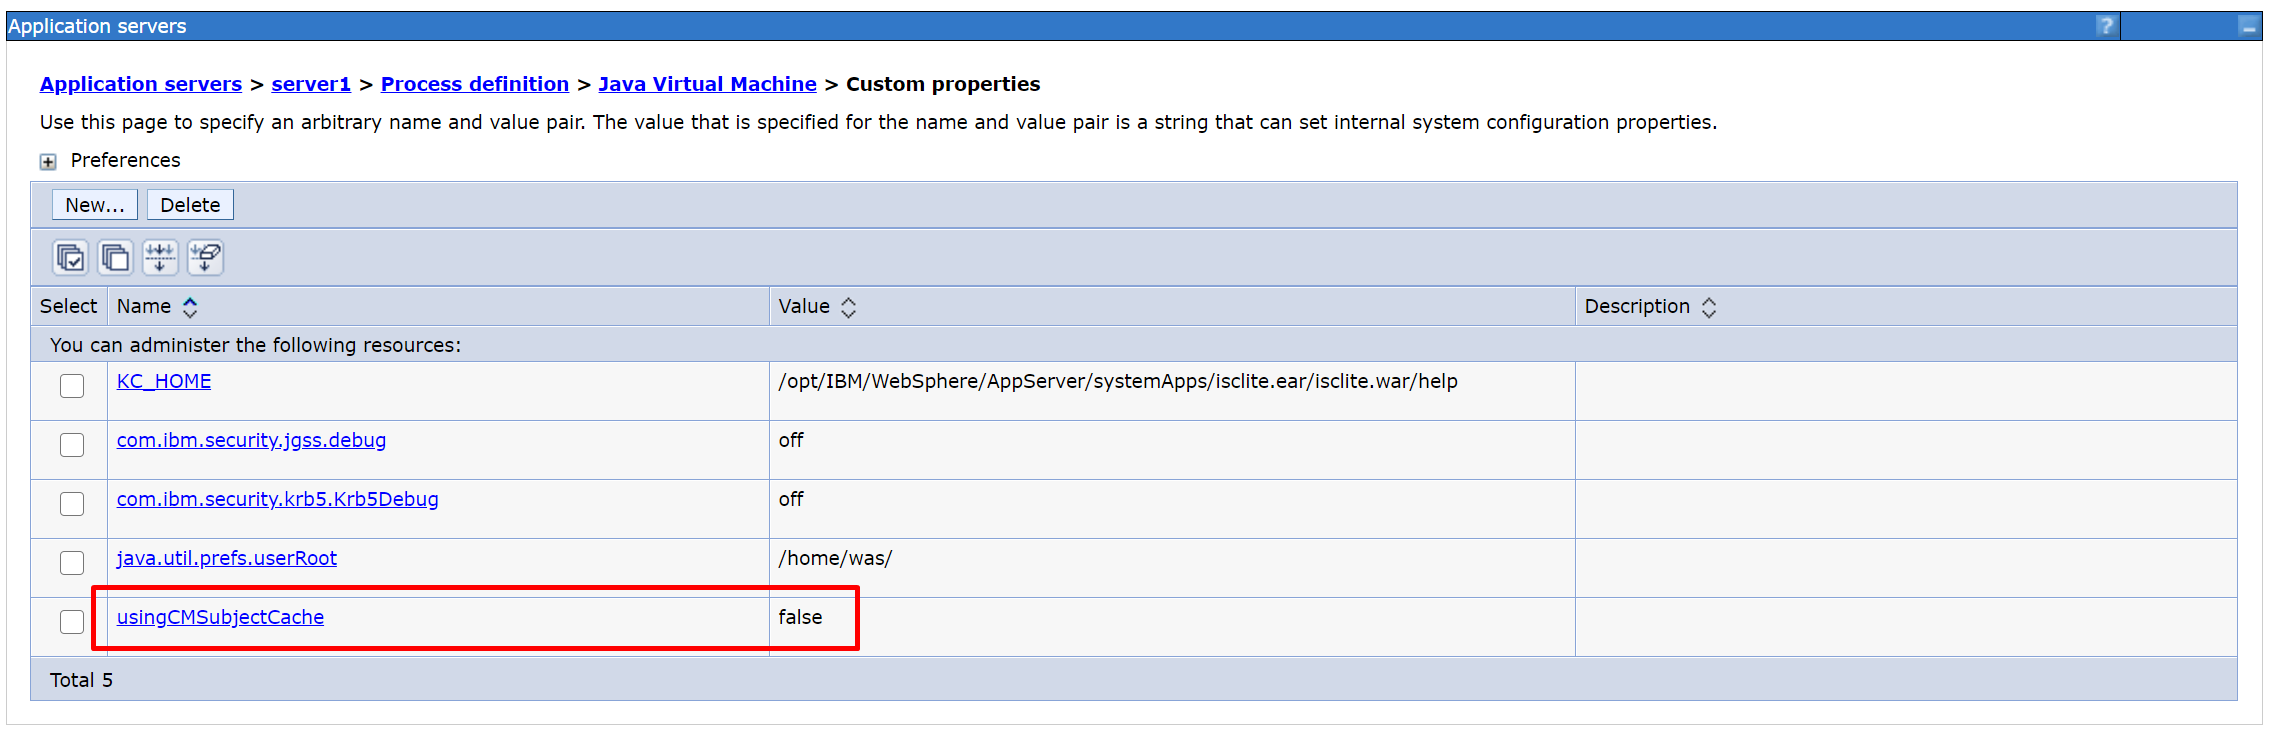 Application servers
?
Application servers > server1 > Process definition > Java Virtual Machine > Custom properties
Use this page to specify an arbitrary name and value pair. The value that is specified for the name and value pair is a string that can set internal system configuration properties.
Preferences
New... Delete
Select Name Value Description
You can administer the following resources:
KC_HOME /opt/IBM/WebSphere/AppServer/systemApps/isclite.ear/isclite.war/help
com.ibm.security.jgss.debug off
com.ibm.security.krb5.Krb5Debug off
java.util.prefs.userRoot /home/was/
usingCMSubjectCache false
Total 5